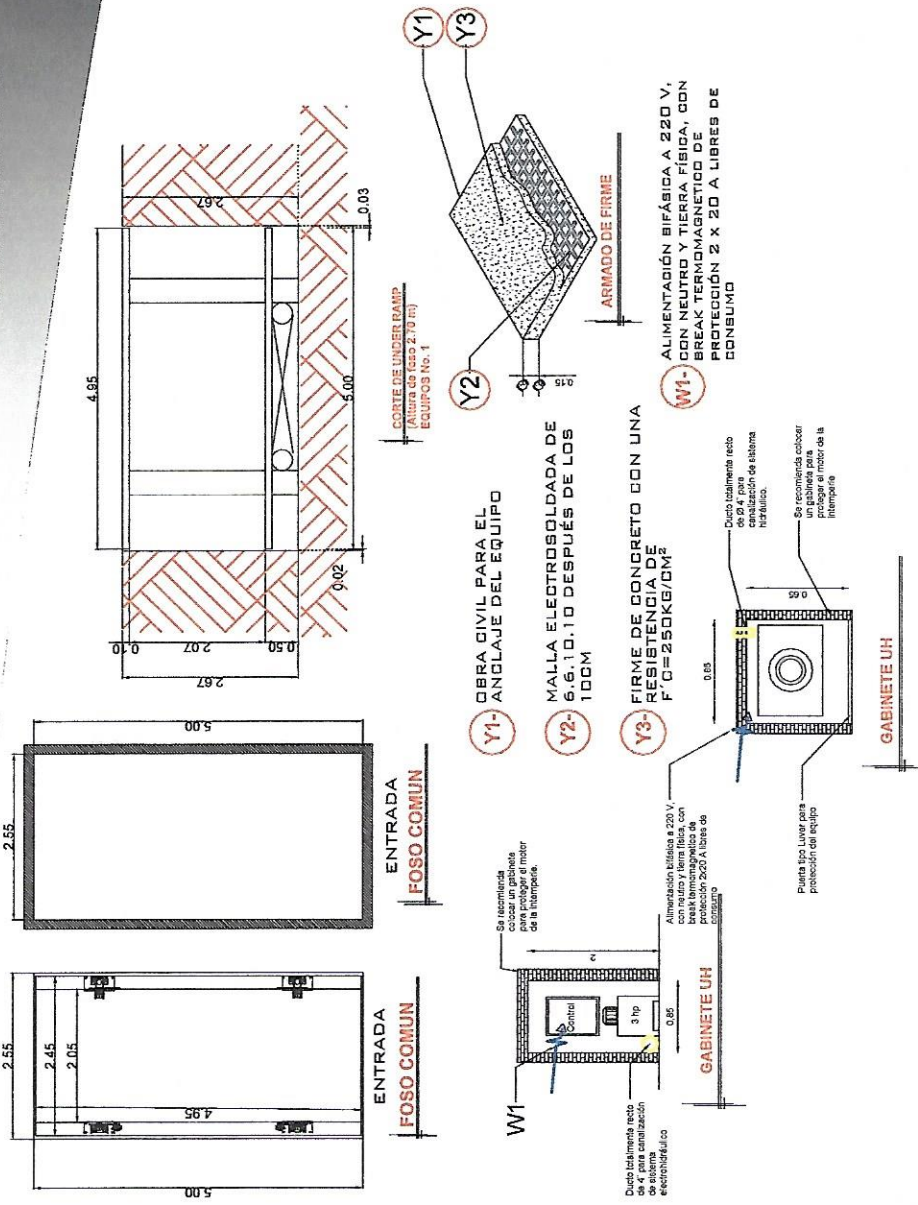 2.55
2.45
2.05
4.95
5.00
ENTRADA
FOSO COMUN
2.55
5.00
ENTRADA
FOSO COMUN
4.95
0.10
2.07
0.50
2.67
2.67
0.02
5.00
0.03
CORTE DE UNDER RAMP
(Altura de foso 2.70 m)
EQUIPOS No. 1
Y1
Y3
Y2
0.15
ARMADO DE FIRME
Y1- OBRA CIVIL PARA EL
ANCLAJE DEL EQUIPO
Y2- MALLA ELECTROSOLDADA DE
6.6.10.10 DESPUÉS DE LOS
10CM
Y3- FIRME DE CONCRETO CON UNA
RESISTENCIA DE
F´C=250KG/CM²
W1- ALIMENTACIÓN BIFÁSICA A 220 V,
CON NEUTRO Y TIERRA FÍSICA, CON
BREAK TERMOMAGNETICO DE
PROTECCIÓN 2 X 20 A LIBRES DE
CONSUMO
W1
Se recomienda
colocar un gabinete
para proteger el motor
de la intemperie.
Control
3 hp
2
0,85
Ducto totalmente recto
de 4" para canalización
de sistema
electrohidráulico
GABINETE UH
Alimentación bifásica a 220 V,
con neutro y tierra física, con
break termomagnetico de
protección 2x20 A libres de
consumo
0.85
0.65
Ducto totalmente recto
de Ø 4" para
canalización de sistema
hidráulico.
Se recomienda colocar
un gabinete para
proteger el motor de la
intemperie
Puerta tipo Luver para
protección del equipo
GABINETE UH